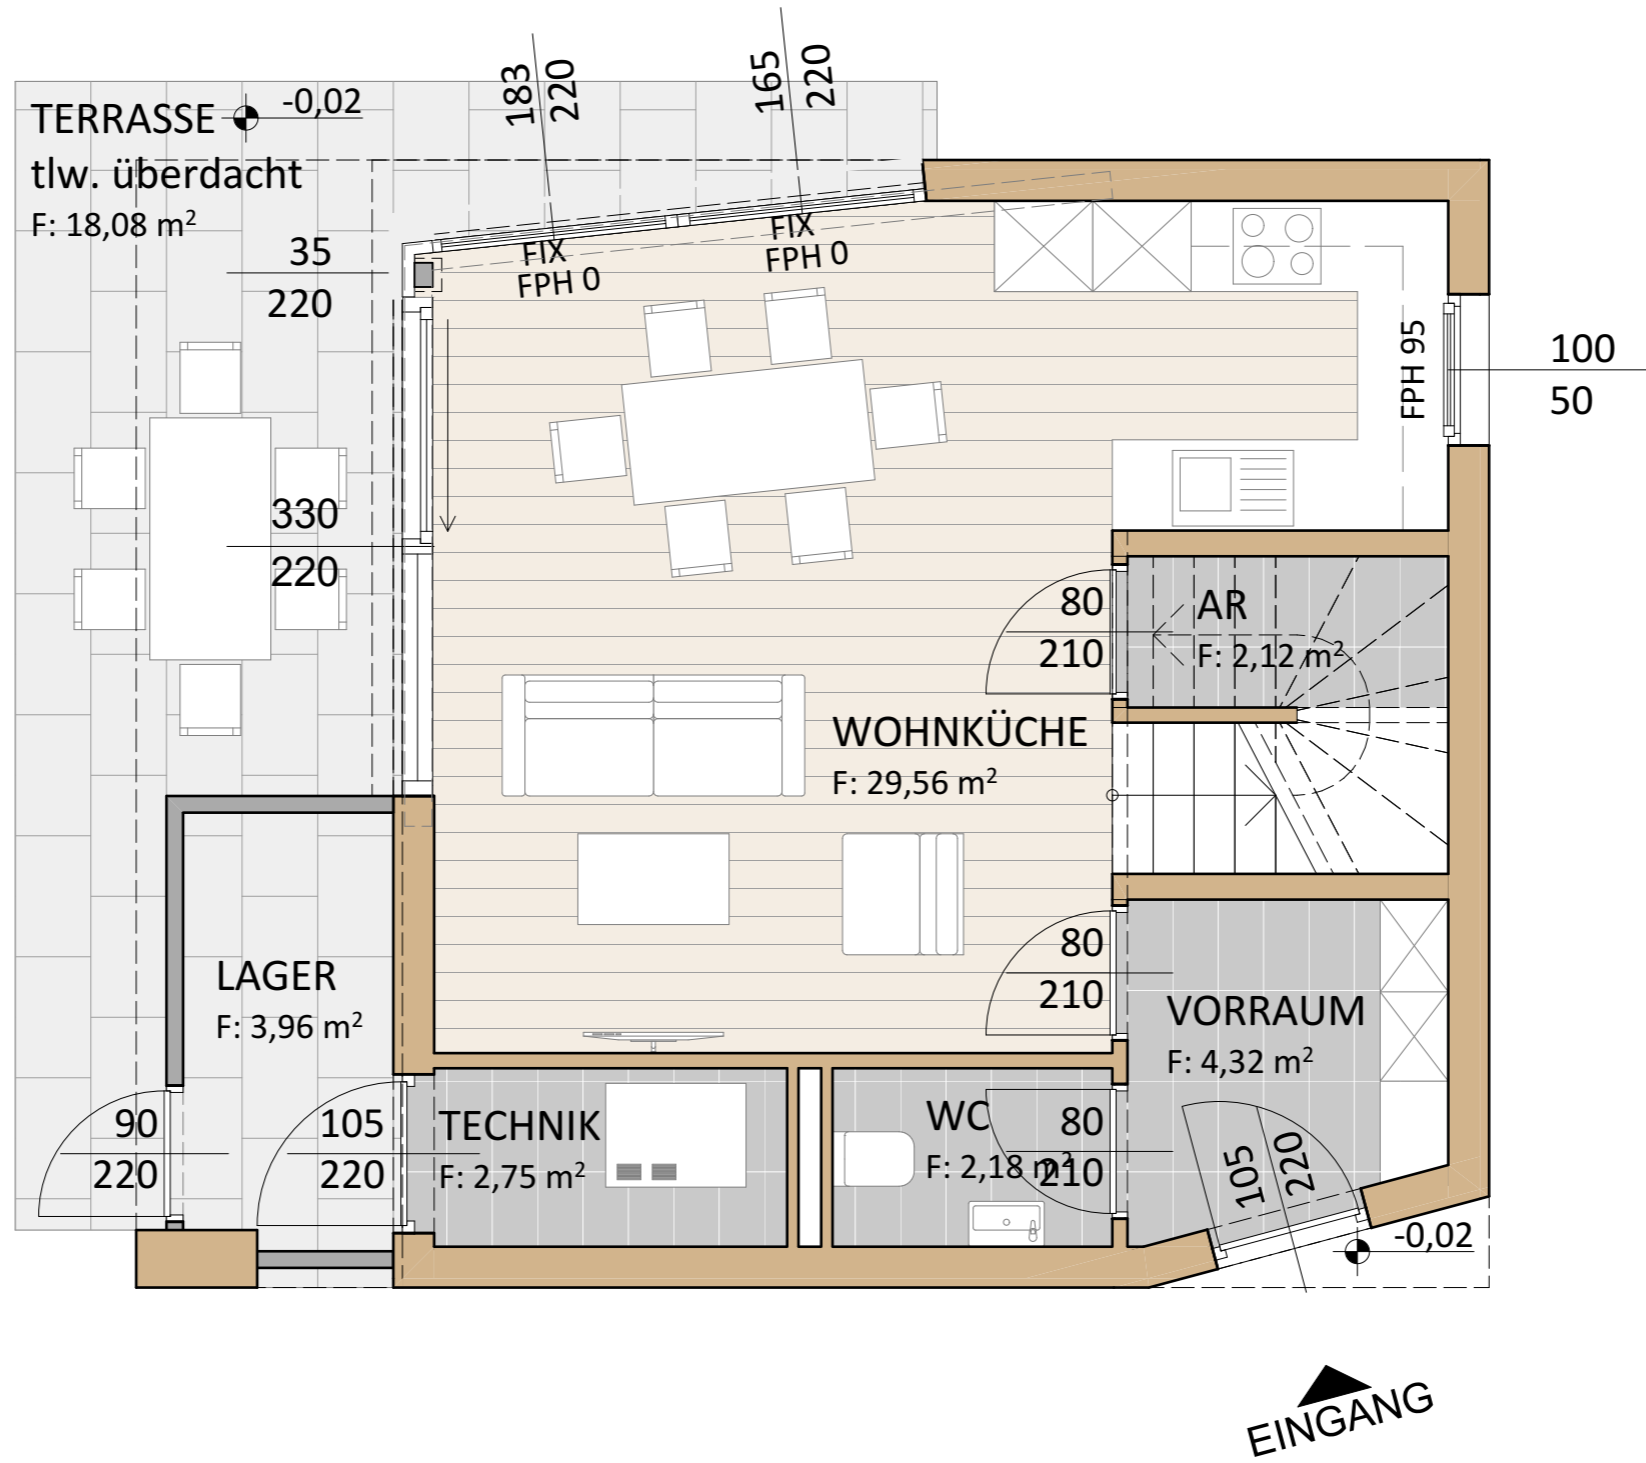 183
220
165
220
TERRASSE
-0,02
tlw. überdacht
F: 18,08 m²
35
220
FIX
FPH 0
FIX
FPH 0
FPH 95
100
50
330
220
80
210
AR
F: 2,12 m²
WOHNKÜCHE
F: 29,56 m²
80
210
LAGER
F: 3,96 m²
VORRAUM
F: 4,32 m²
90
220
105
220
TECHNIK
F: 2,75 m²
WC
F: 2,18 m²
80
210
105
220
-0,02
EINGANG